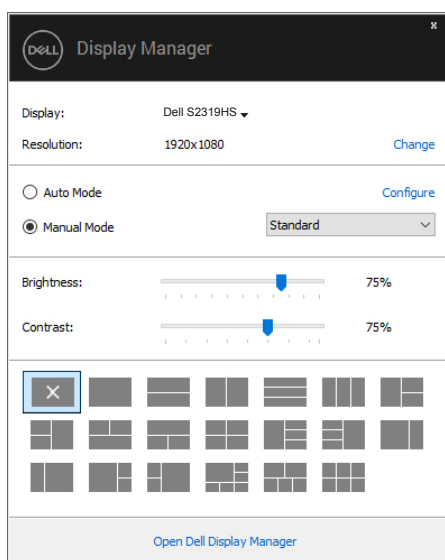 x
DELL Display Manager
Display: Dell S2319HS
Resolution: 1920x1080 Change
Auto Mode Configure
Manual Mode Standard
Brightness: 75%
Contrast: 75%
Open Dell Display Manager